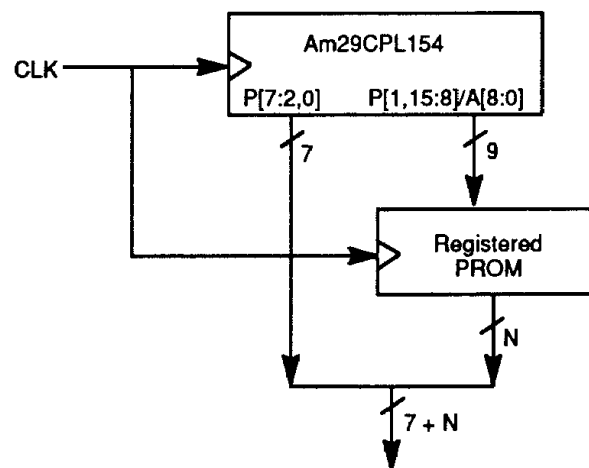 Am29CPL154
CLK
P[7:2,0] P[1,15:8]/A[8:0]
7
9
Registered
PROM
N
7 + N